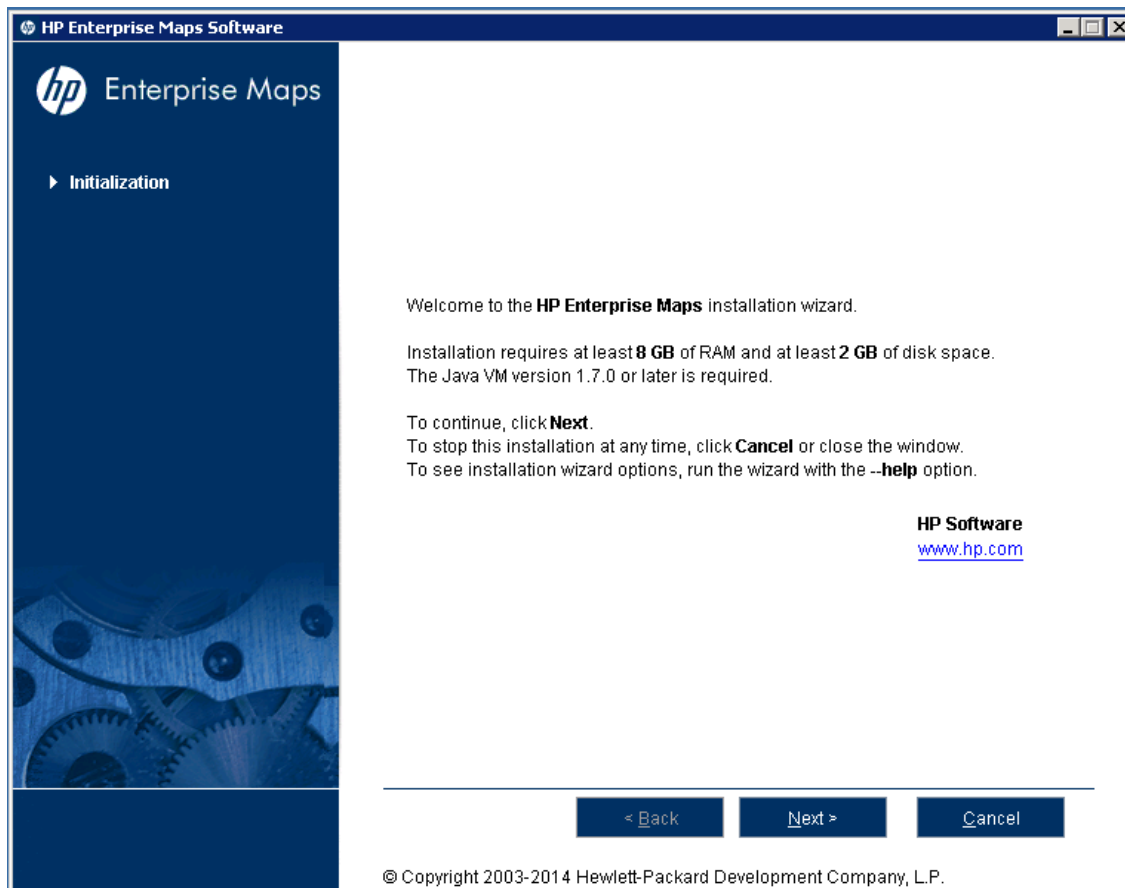 HP Enterprise Maps Software
hp Enterprise Maps
Initialization
Welcome to the HP Enterprise Maps installation wizard.
Installation requires at least 8 GB of RAM and at least 2 GB of disk space.
The Java VM version 1.7.0 or later is required.
To continue, click Next.
To stop this installation at any time, click Cancel or close the window.
To see installation wizard options, run the wizard with the --help option.
HP Software
www.hp.com
< Back Next > Cancel
© Copyright 2003-2014 Hewlett-Packard Development Company, L.P.